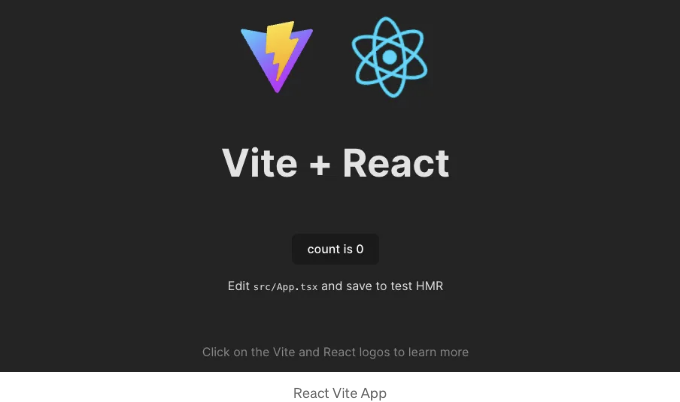 Vite + React
count is 0
Edit src/App.tsx and save to test HMR
Click on the Vite and React logos to learn more
React Vite App